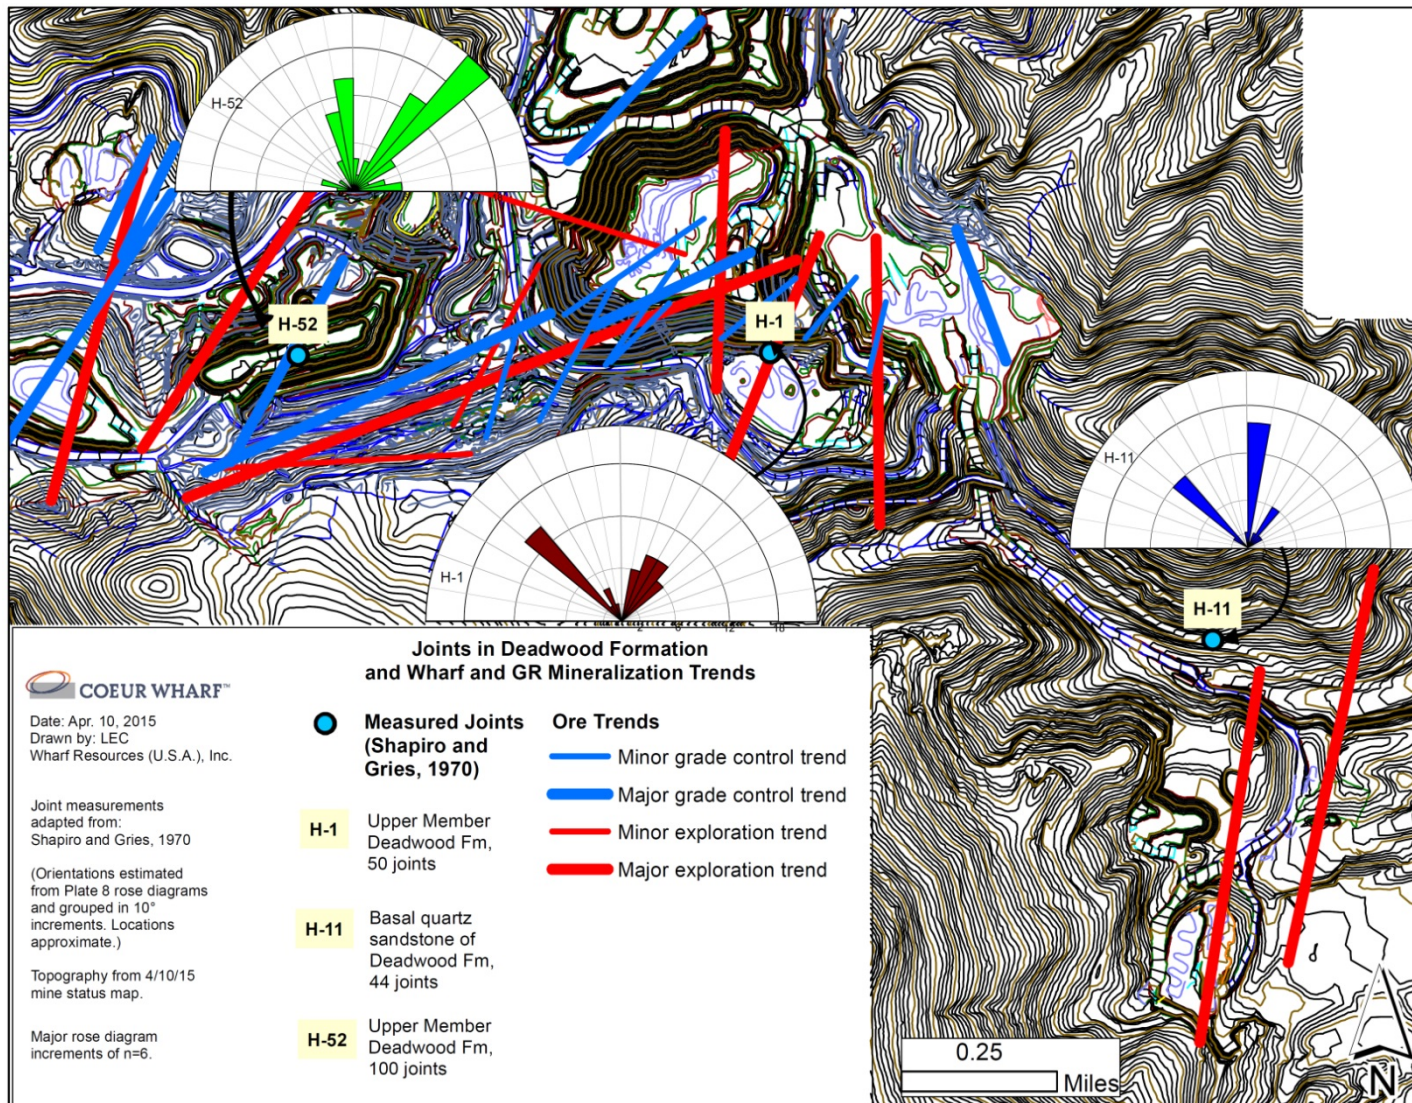 H-52
H-52
H-1
H-11
H-11
H-1
2 6 12 18
Joints in Deadwood Formation
and Wharf and GR Mineralization Trends
COEUR WHARF™
Date: Apr. 10, 2015
Drawn by: LEC
Wharf Resources (U.S.A.), Inc.
Joint measurements
adapted from:
Shapiro and Gries, 1970
(Orientations estimated
from Plate 8 rose diagrams
and grouped in 10°
increments. Locations
approximate.)
Topography from 4/10/15
mine status map.
Major rose diagram
increments of n=6.
Measured Joints
(Shapiro and
Gries, 1970)
H-1
Upper Member
Deadwood Fm,
50 joints
H-11
Basal quartz
sandstone of
Deadwood Fm,
44 joints
H-52
Upper Member
Deadwood Fm,
100 joints
Ore Trends
Minor grade control trend
Major grade control trend
Minor exploration trend
Major exploration trend
0.25
Miles
N